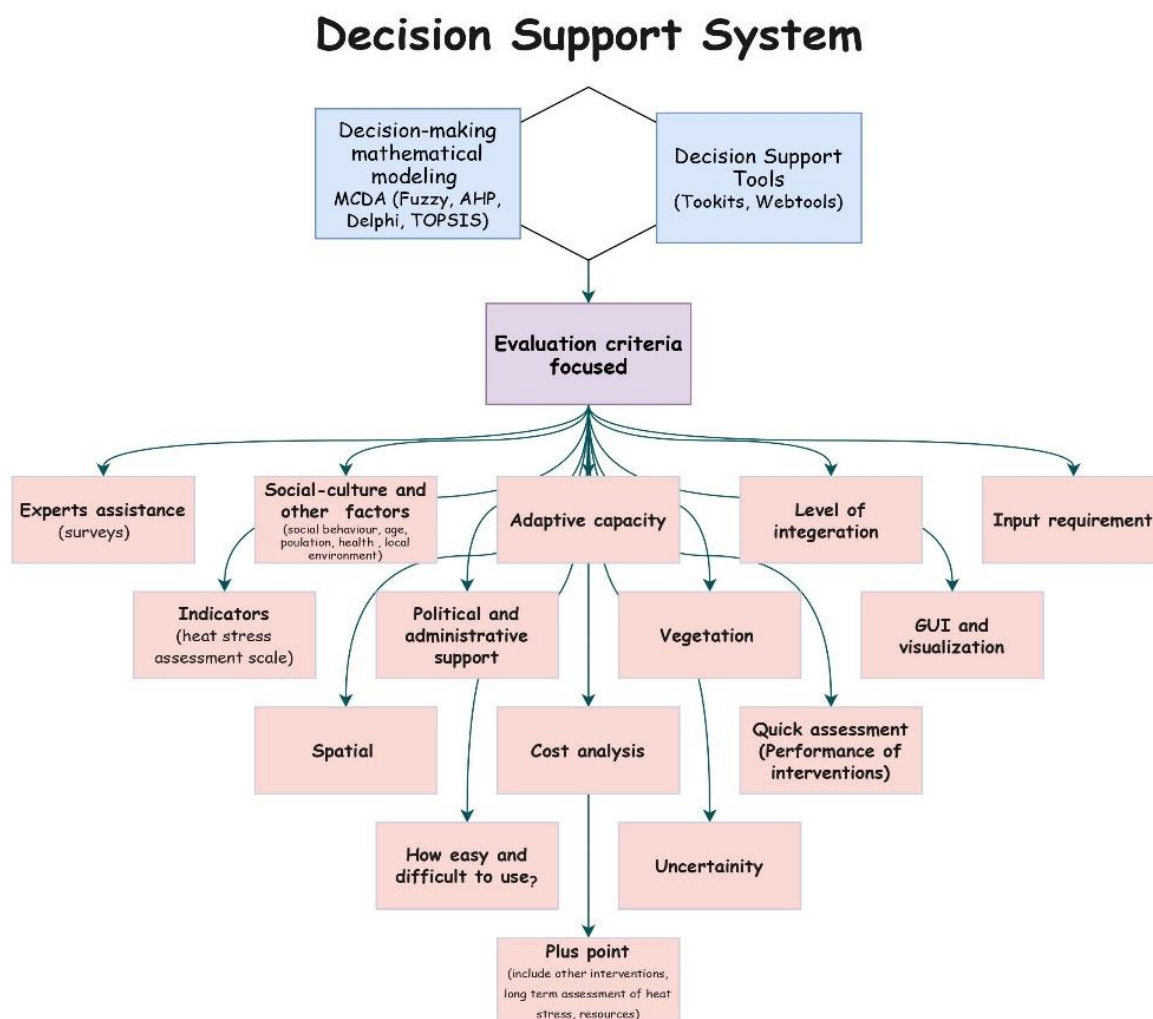 Decision Support System
Decision-making
mathematical
modeling
MCDA (Fuzzy, AHP,
Delphi, TOPSIS)
Decision Support
Tools
(Tookits, Webtools)
Evaluation criteria
focused
Experts assistance
(surveys)
Social-culture and
other factors
(social behaviour, age,
poulation, health , local
environment)
Adaptive capacity
Level of
integeration
Input requirement
Indicators
(heat stress
assessment scale)
Political and
administrative
support
Vegetation
GUI and
visualization
Spatial
Cost analysis
Quick assessment
(Performance of
interventions)
How easy and
difficult to use?
Uncertainity
Plus point
(include other interventions,
long term assessment of heat
stress, resources)